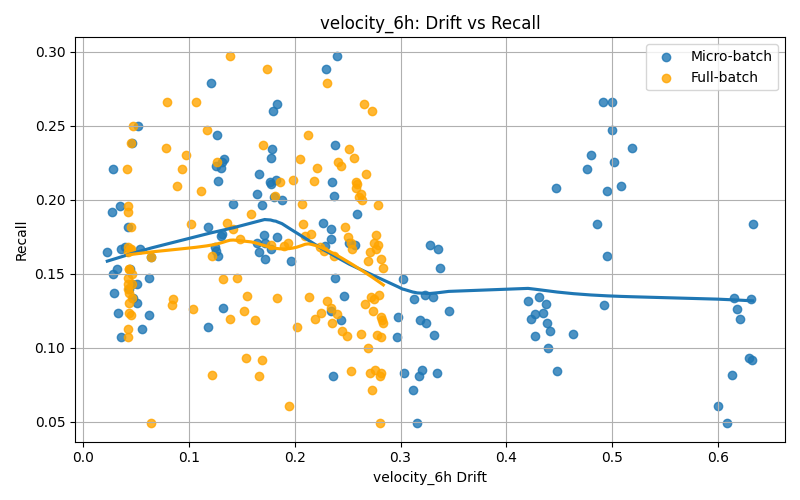 velocity_6h: Drift vs Recall
Micro-batch
Full-batch
Recall
0.30
0.25
0.20
0.15
0.10
0.05
0.0 0.1 0.2 0.3 0.4 0.5 0.6
velocity_6h Drift